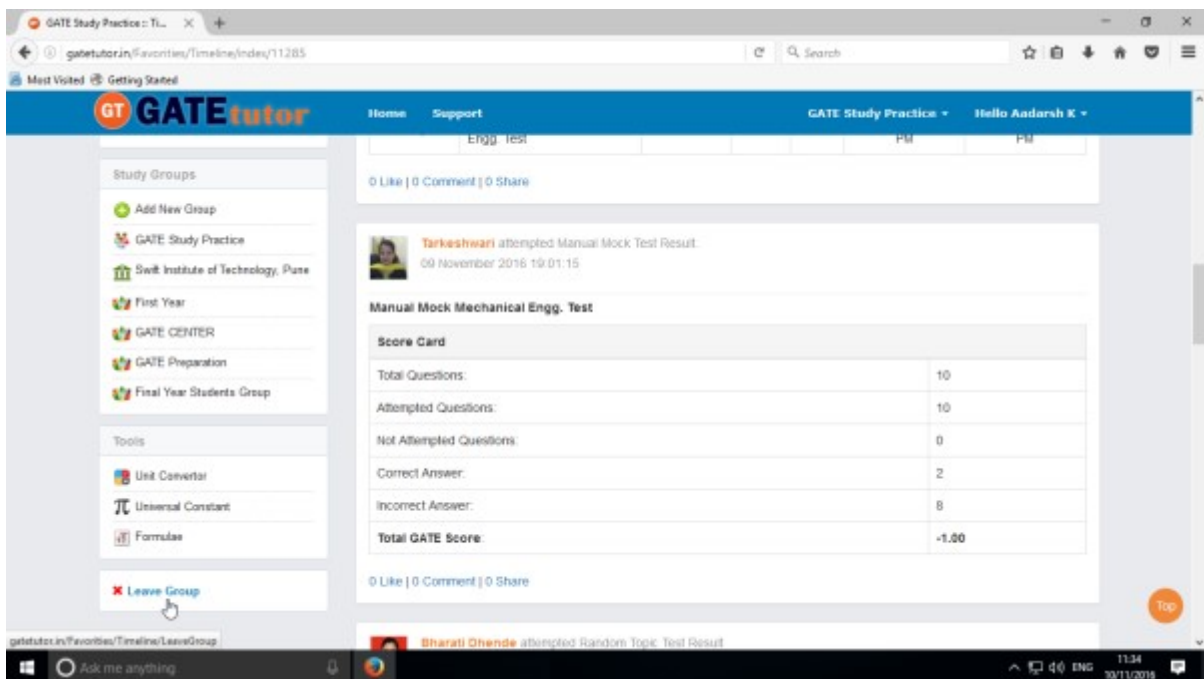 GATE Study Practice :: Ti...
gatetutor.in/Favorities/Timeline/Index/11285
Search
Most Visited Getting Started
GT GATEtutor Home Support GATE Study Practice Hello Aadarsh K
Engg. Test PM PM
0 Like | 0 Comment | 0 Share
Study Groups
Add New Group
GATE Study Practice
Swift Institute of Technology, Pune
First Year
GATE CENTER
GATE Preparation
Final Year Students Group
Tools
Unit Convertor
Universal Constant
Formulae
Leave Group
Tarkeshwari attempted Manual Mock Test Result.
09 November 2016 19:01:15
Manual Mock Mechanical Engg. Test
Score Card
Total Questions: 10
Attempted Questions: 10
Not Attempted Questions: 0
Correct Answer: 2
Incorrect Answer: 8
Total GATE Score: -1.00
0 Like | 0 Comment | 0 Share
Top
Bharati Dhende attempted Random Topic Test Result
gatetutor.in/Favorities/Timeline/LeaveGroup
Ask me anything
ENG
11:34
10/11/2016